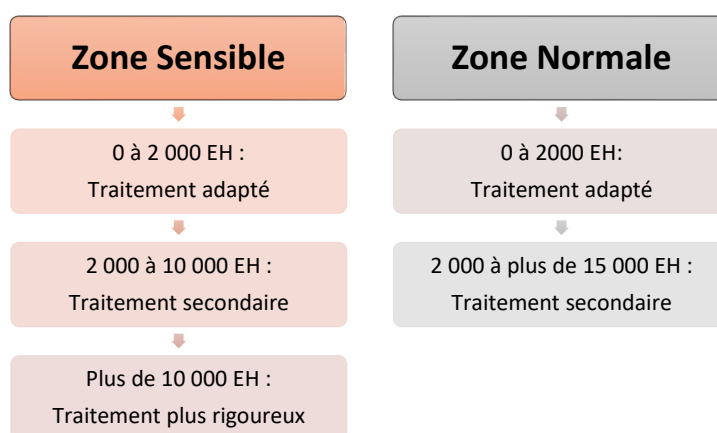 Zone Sensible
0 à 2 000 EH :
Traitement adapté
2 000 à 10 000 EH :
Traitement secondaire
Plus de 10 000 EH :
Traitement plus rigoureux
Zone Normale
0 à 2000 EH:
Traitement adapté
2 000 à plus de 15 000 EH :
Traitement secondaire